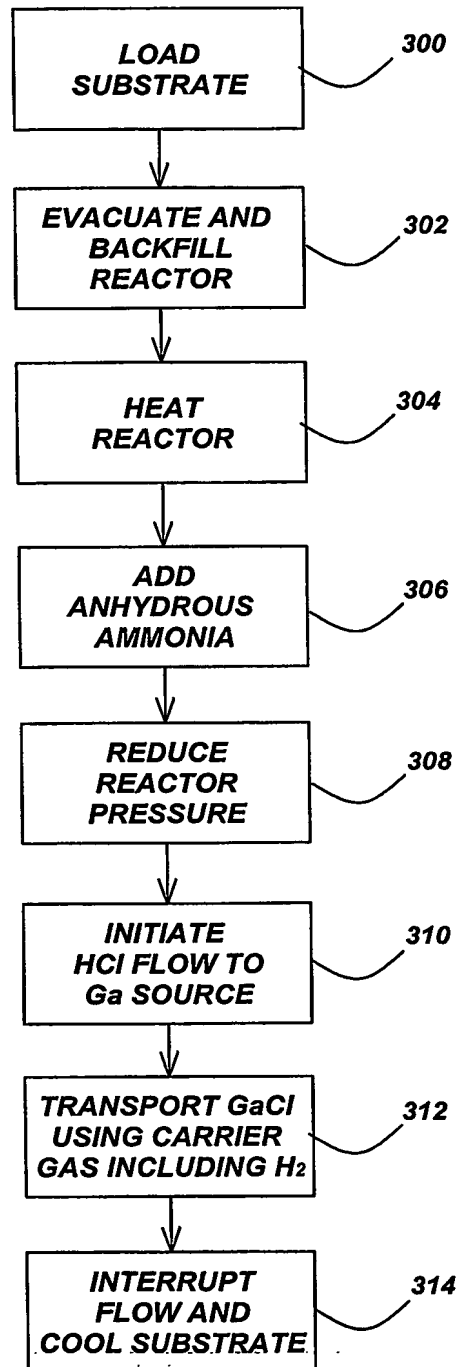 LOAD
SUBSTRATE
300
EVACUATE AND
BACKFILL
REACTOR
302
HEAT
REACTOR
304
ADD
ANHYDROUS
AMMONIA
306
REDUCE
REACTOR
PRESSURE
308
INITIATE
HCl FLOW TO
Ga SOURCE
310
TRANSPORT GaCl
USING CARRIER
GAS INCLUDING H₂
312
INTERRUPT
FLOW AND
COOL SUBSTRATE
314